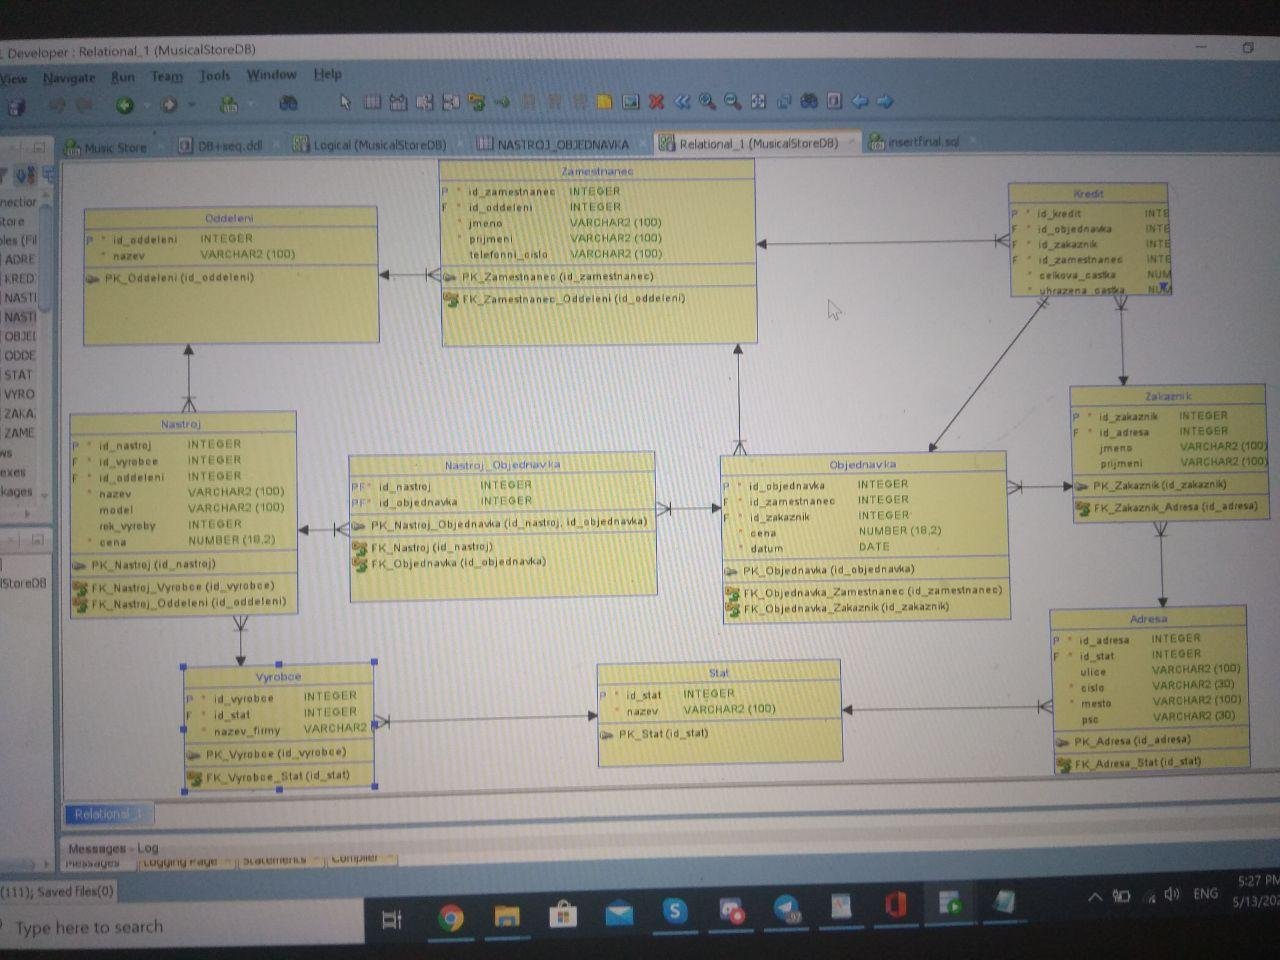 Developer : Relational_1 (MusicalStoreDB)
View Navigate Run Team Tools Window Help
Music Store DB+seq.ddl Logical (MusicalStoreDB) NASTROJ_OBJEDNAVKA Relational_1 (MusicalStoreDB) insertfinal.sql
ADRE
KRED
NASTI
NAST
OBJEI
ODDE
STAT
VYRO
ZAKA
ZAME
lStoreDB
Oddeleni
P * id_oddeleni INTEGER
* nazev VARCHAR2 (100)
PK_Oddeleni (id_oddeleni)
Zamestnanec
P * id_zamestnanec INTEGER
F * id_oddeleni INTEGER
* jmeno VARCHAR2 (100)
* prijmeni VARCHAR2 (100)
telefonni_cislo VARCHAR2 (100)
PK_Zamestnanec (id_zamestnanec)
FK_Zamestnanec_Oddeleni (id_oddeleni)
Kredit
P * id_kredit INTE
F * id_objednavka INTE
F * id_zakaznik INTE
F * id_zamestnanec INTE
* celkova_castka NUM
* uhrazena_castka NUM
Nastroj
P * id_nastroj INTEGER
F * id_vyrobce INTEGER
F * id_oddeleni INTEGER
* nazev VARCHAR2 (100)
* model VARCHAR2 (100)
rok_vyroby INTEGER
* cena NUMBER (18,2)
PK_Nastroj (id_nastroj)
FK_Nastroj_Vyrobce (id_vyrobce)
FK_Nastroj_Oddeleni (id_oddeleni)
Nastroj_Objednavka
PF* id_nastroj INTEGER
PF* id_objednavka INTEGER
PK_Nastroj_Objednavka (id_nastroj, id_objednavka)
FK_Nastroj (id_nastroj)
FK_Objednavka (id_objednavka)
Objednavka
P * id_objednavka INTEGER
F * id_zamestnanec INTEGER
F * id_zakaznik INTEGER
* cena NUMBER (18,2)
* datum DATE
PK_Objednavka (id_objednavka)
FK_Objednavka_Zamestnanec (id_zamestnanec)
FK_Objednavka_Zakaznik (id_zakaznik)
Zakaznik
P * id_zakaznik INTEGER
F * id_adresa INTEGER
jmeno VARCHAR2 (100)
* prijmeni VARCHAR2 (100)
PK_Zakaznik (id_zakaznik)
FK_Zakaznik_Adresa (id_adresa)
Vyrobce
P * id_vyrobce INTEGER
F * id_stat INTEGER
* nazev_firmy VARCHAR2
PK_Vyrobce (id_vyrobce)
FK_Vyrobce_Stat (id_stat)
Stat
P * id_stat INTEGER
* nazev VARCHAR2 (100)
PK_Stat (id_stat)
Adresa
P * id_adresa INTEGER
F * id_stat INTEGER
ulice VARCHAR2 (100)
* cislo VARCHAR2 (30)
* mesto VARCHAR2 (100)
psc VARCHAR2 (30)
PK_Adresa (id_adresa)
FK_Adresa_Stat (id_stat)
Relational_1
Messages - Log
Messages Logging Page Statements Compiler
(111); Saved files(0)
Type here to search
ENG
5:27 PM
5/13/202